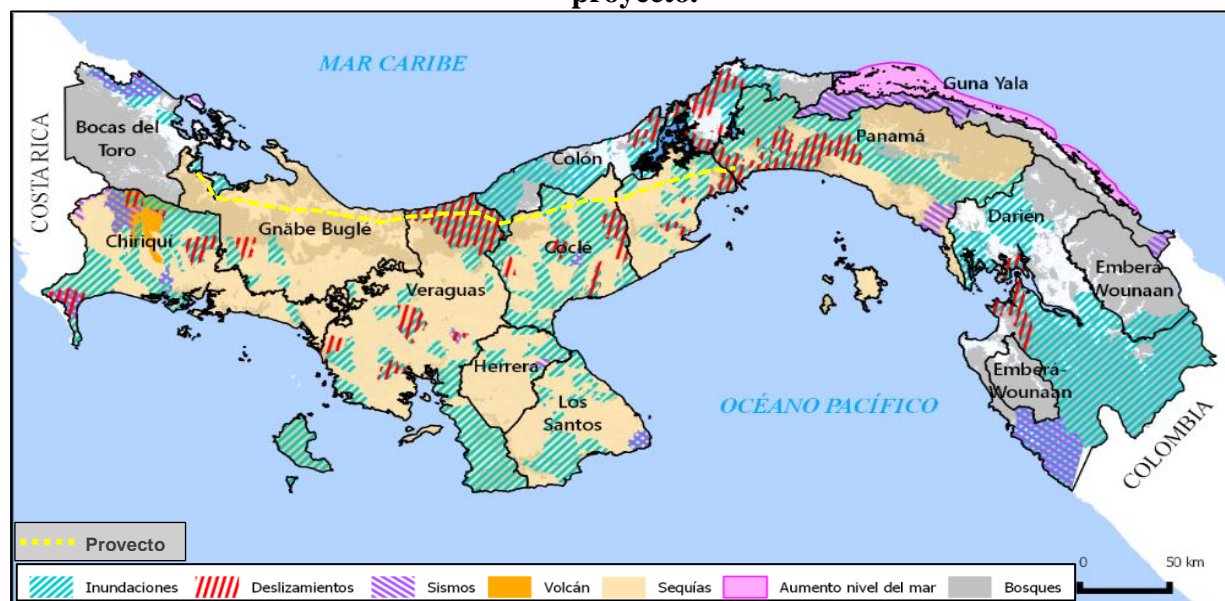 proyecto.
MAR CARIBE
Guna Yala
COSTA RICA
Bocas del
Toro
Colón
Panamá
Chiriquí
Gnäbe Buglé
Coclé
Darién
Veraguas
Emberá
Wounaan
Herrera
Los
Santos
Emberá-
Wounaan
OCÉANO PACÍFICO
COLOMBIA
Provecto
0 50 km
Inundaciones Deslizamientos Sismos Volcán Sequías Aumento nivel del mar Bosques